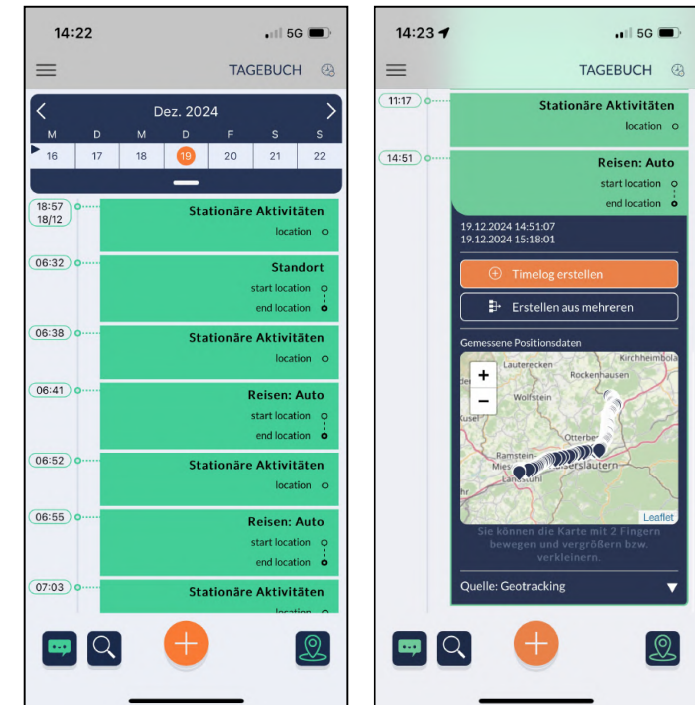 14:22
5G
TAGEBUCH
Dez. 2024
M D M D F S S
16 17 18 19 20 21 22
18:57
18/12
Stationäre Aktivitäten
location
06:32
Standort
start location
end location
06:38
Stationäre Aktivitäten
location
06:41
Reisen: Auto
start location
end location
06:52
Stationäre Aktivitäten
location
06:55
Reisen: Auto
start location
end location
07:03
Stationäre Aktivitäten
location
14:23
5G
TAGEBUCH
11:17
Stationäre Aktivitäten
location
14:51
Reisen: Auto
start location
end location
19.12.2024 14:51:07
19.12.2024 15:18:01
Timelog erstellen
Erstellen aus mehreren
Gemessene Positionsdaten
Lauterecken
Kirchheimbola
Rockenhausen
Wolfstein
Kusel
Otterbe
Ramstein-
Mies
serslautern
Landstuhl
Leaflet
Sie können die Karte mit 2 Fingern
bewegen und vergrößern bzw.
verkleinern.
Quelle: Geotracking